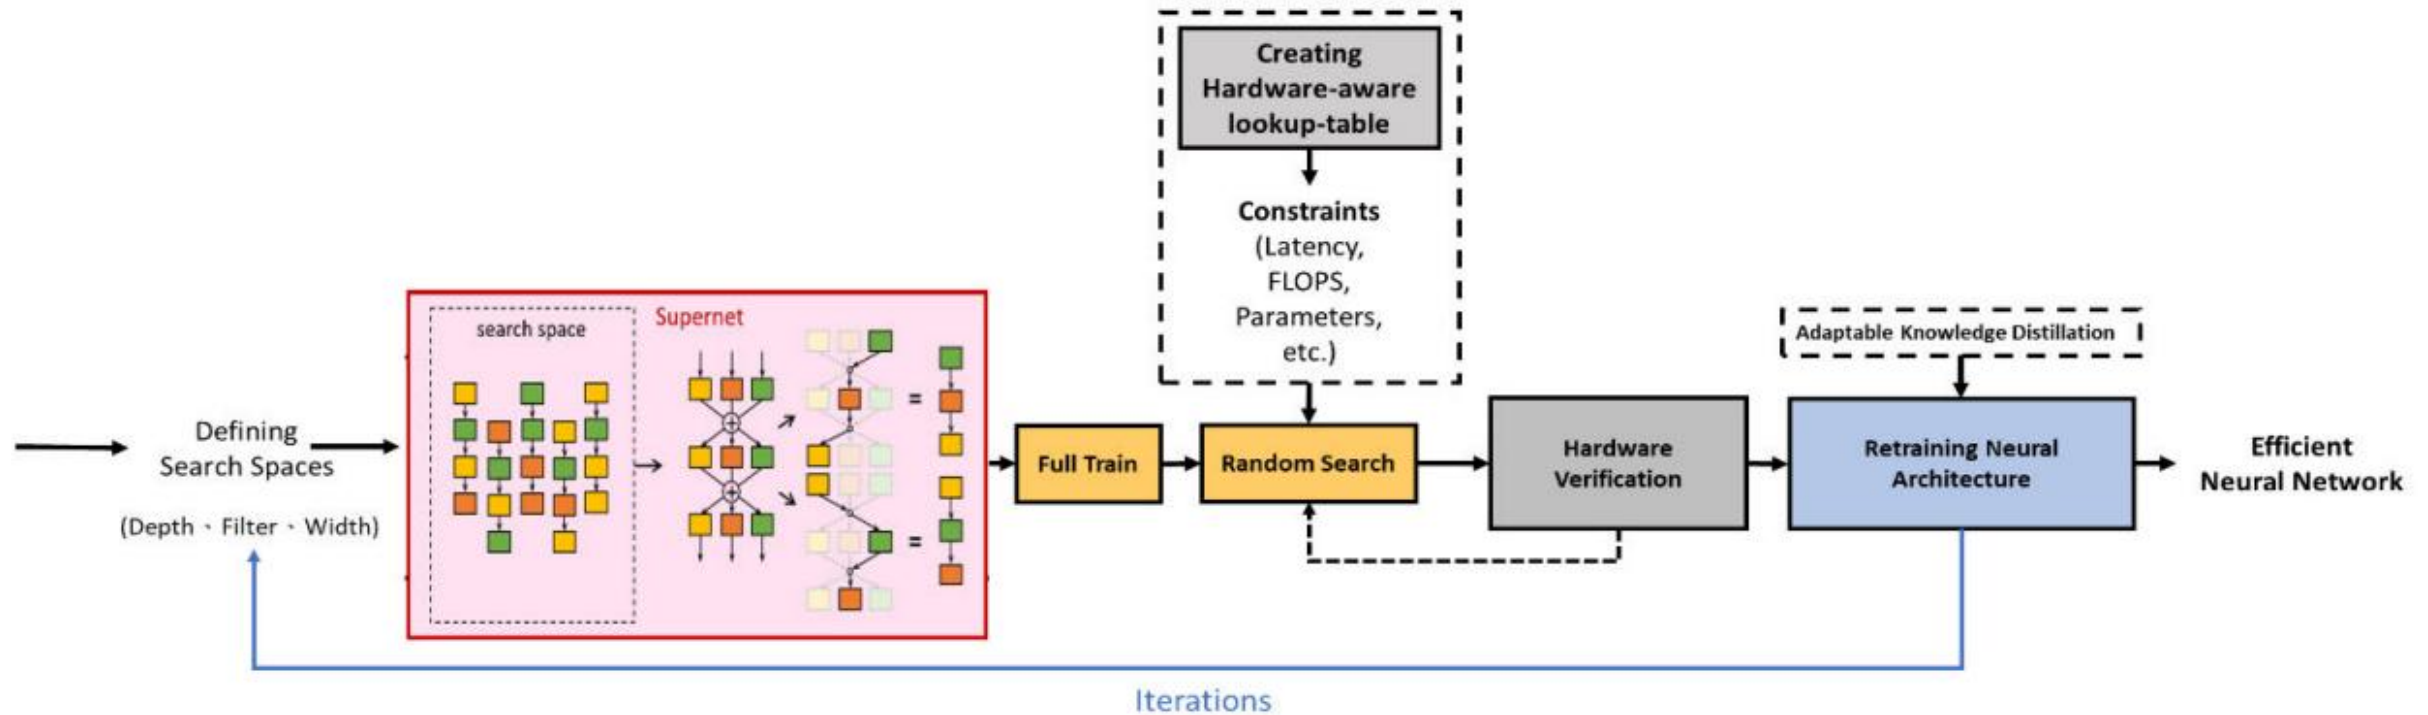 Creating
Hardware-aware
lookup-table
Constraints
(Latency,
FLOPS,
Parameters,
etc.)
search space
Supernet
Defining
Search Spaces
(Depth、Filter、Width)
=
=
Full Train
Random Search
Hardware
Verification
Adaptable Knowledge Distillation
Retraining Neural
Architecture
Efficient
Neural Network
Iterations